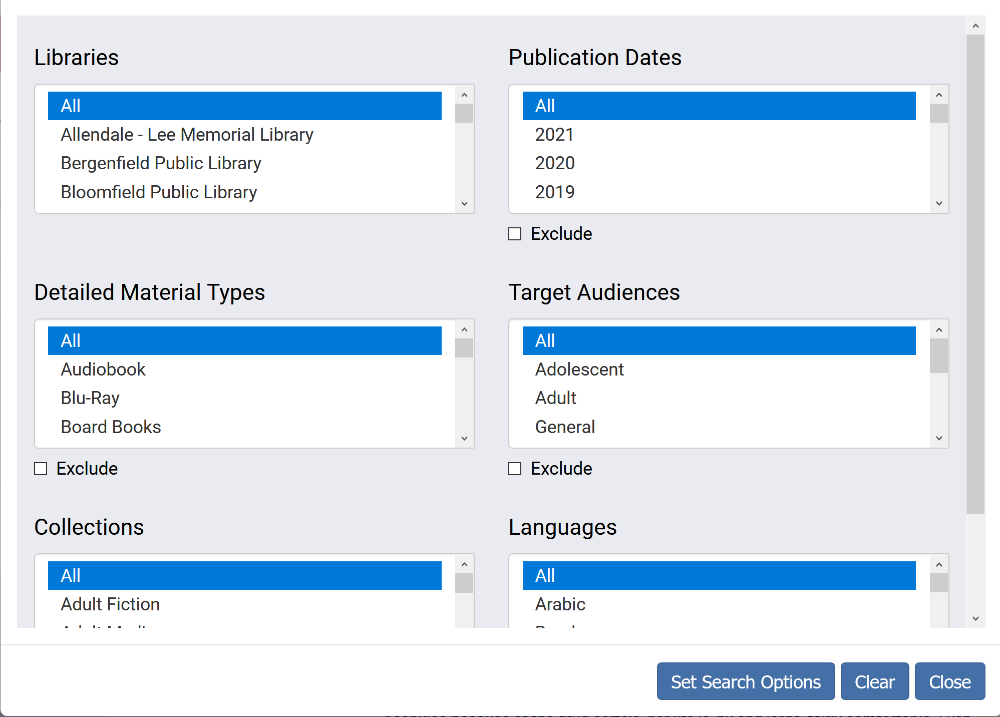 Libraries
All
Allendale - Lee Memorial Library
Bergenfield Public Library
Bloomfield Public Library
Publication Dates
All
2021
2020
2019
Exclude
Detailed Material Types
All
Audiobook
Blu-Ray
Board Books
Exclude
Target Audiences
All
Adolescent
Adult
General
Exclude
Collections
All
Adult Fiction
Languages
All
Arabic
Set Search Options
Clear
Close